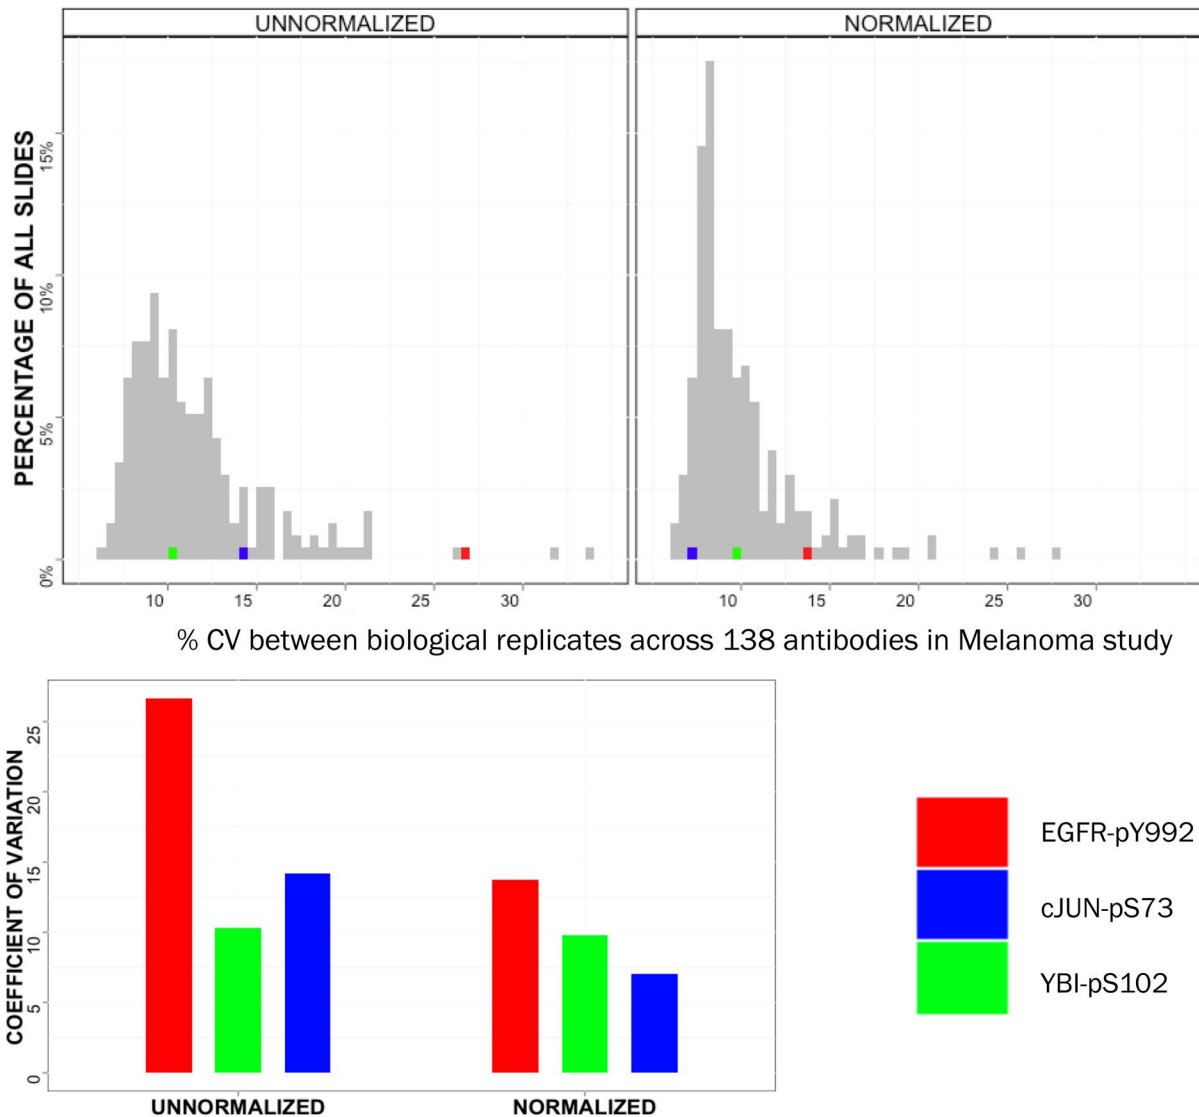 UNNORMALIZED
NORMALIZED
PERCENTAGE OF ALL SLIDES
15%
10%
5%
0%
10 15 20 25 30
10 15 20 25 30
% CV between biological replicates across 138 antibodies in Melanoma study
COEFFICIENT OF VARIATION
25
20
15
10
5
0
UNNORMALIZED
NORMALIZED
EGFR-pY992
cJUN-pS73
YBI-pS102